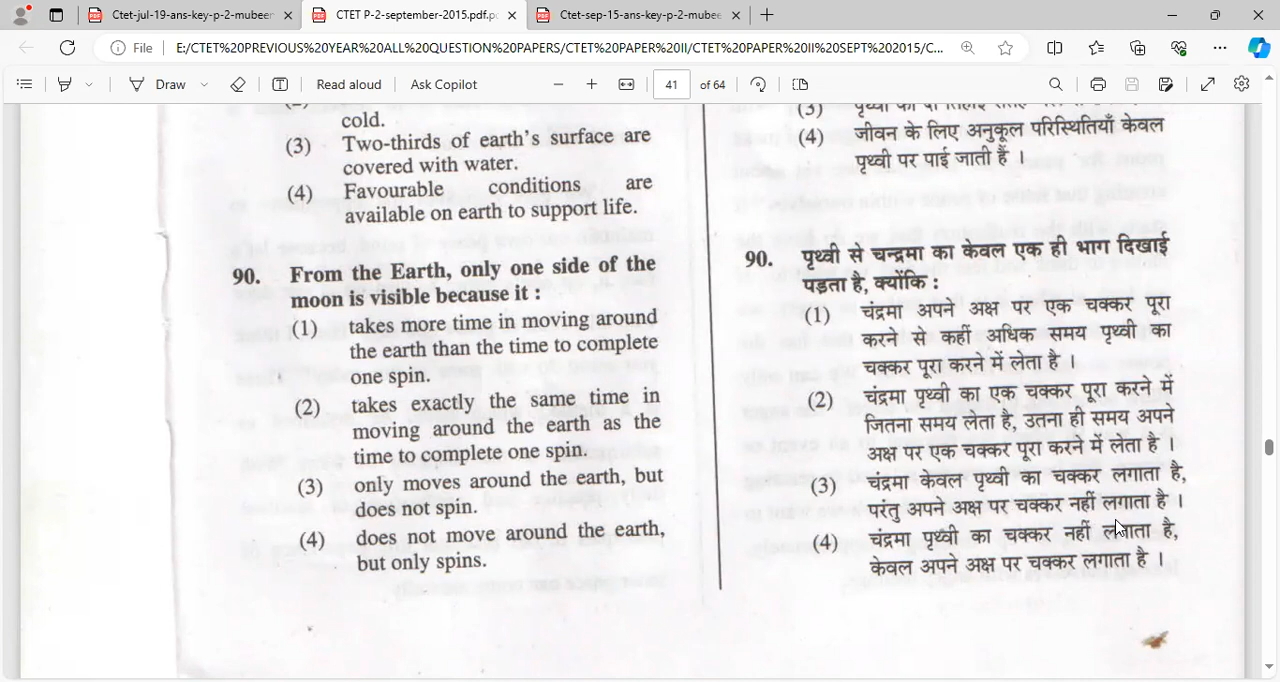 Ctet-jul-19-ans-key-p-2-mubeer
CTET P-2-september-2015.pdf.p
Ctet-sep-15-ans-key-p-2-mubee
File
E:/CTET%20PREVIOUS%20YEAR%20ALL%20QUESTION%20PAPERS/CTET%20PAPER%20II/CTET%20PAPER%20II%20SEPT%202015/C...
Draw
Read aloud
Ask Copilot
41
of 64
cold.
(3) Two-thirds of earth's surface are
covered with water.
(4) Favourable conditions are
available on earth to support life.
90. From the Earth, only one side of the
moon is visible because it :
(1) takes more time in moving around
the earth than the time to complete
one spin.
(2) takes exactly the same time in
moving around the earth as the
time to complete one spin.
(3) only moves around the earth, but
does not spin.
(4) does not move around the earth,
but only spins.
(3) पृथ्वी की दो तिहाई सतह
(4) जीवन के लिए अनुकूल परिस्थितियाँ केवल
पृथ्वी पर पाई जाती हैं ।
90. पृथ्वी से चन्द्रमा का केवल एक ही भाग दिखाई
पड़ता है, क्योंकि :
(1) चंद्रमा अपने अक्ष पर एक चक्कर पूरा
करने से कहीं अधिक समय पृथ्वी का
चक्कर पूरा करने में लेता है ।
(2) चंद्रमा पृथ्वी का एक चक्कर पूरा करने में
जितना समय लेता है, उतना ही समय अपने
अक्ष पर एक चक्कर पूरा करने में लेता है ।
(3) चंद्रमा केवल पृथ्वी का चक्कर लगाता है,
परंतु अपने अक्ष पर चक्कर नहीं लगाता है ।
(4) चंद्रमा पृथ्वी का चक्कर नहीं लगाता है,
केवल अपने अक्ष पर चक्कर लगाता है ।